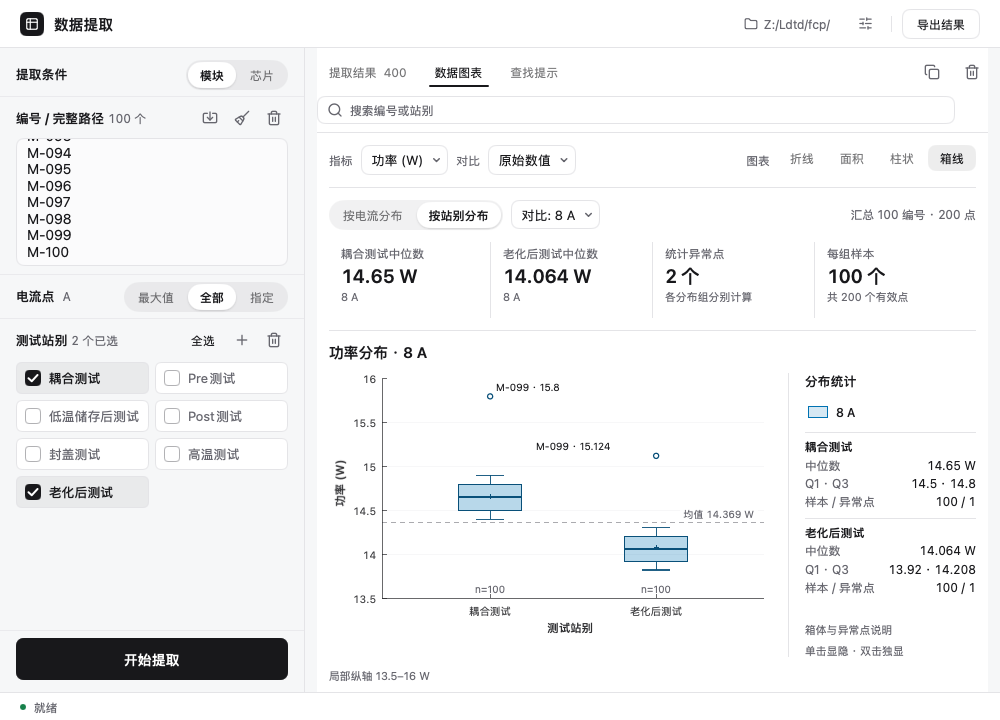 数据提取
Z:/Ldtd/fcp/
导出结果
提取条件
模块
芯片
编号 / 完整路径 100 个
M-094
M-095
M-096
M-097
M-098
M-099
M-100
电流点 A
最大值
全部
指定
测试站别 2 个已选
全选
耦合测试
Pre测试
低温储存后测试
Post测试
封盖测试
高温测试
老化后测试
开始提取
就绪
提取结果 400
数据图表
查找提示
搜索编号或站别
指标
功率 (W)
对比
原始数值
图表
折线
面积
柱状
箱线
按电流分布
按站别分布
对比: 8 A
汇总 100 编号 · 200 点
耦合测试中位数
14.65 W
8 A
老化后测试中位数
14.064 W
8 A
统计异常点
2 个
各分布组分别计算
每组样本
100 个
共 200 个有效点
功率分布 · 8 A
功率 (W)
16
15.5
15
14.5
14
13.5
M-099 · 15.8
M-099 · 15.124
均值 14.369 W
n=100
n=100
耦合测试
老化后测试
测试站别
局部纵轴 13.5–16 W
分布统计
8 A
耦合测试
中位数 14.65 W
Q1 · Q3 14.5 · 14.8
样本 / 异常点 100 / 1
老化后测试
中位数 14.064 W
Q1 · Q3 13.92 · 14.208
样本 / 异常点 100 / 1
箱体与异常点说明
单击显隐 · 双击独显